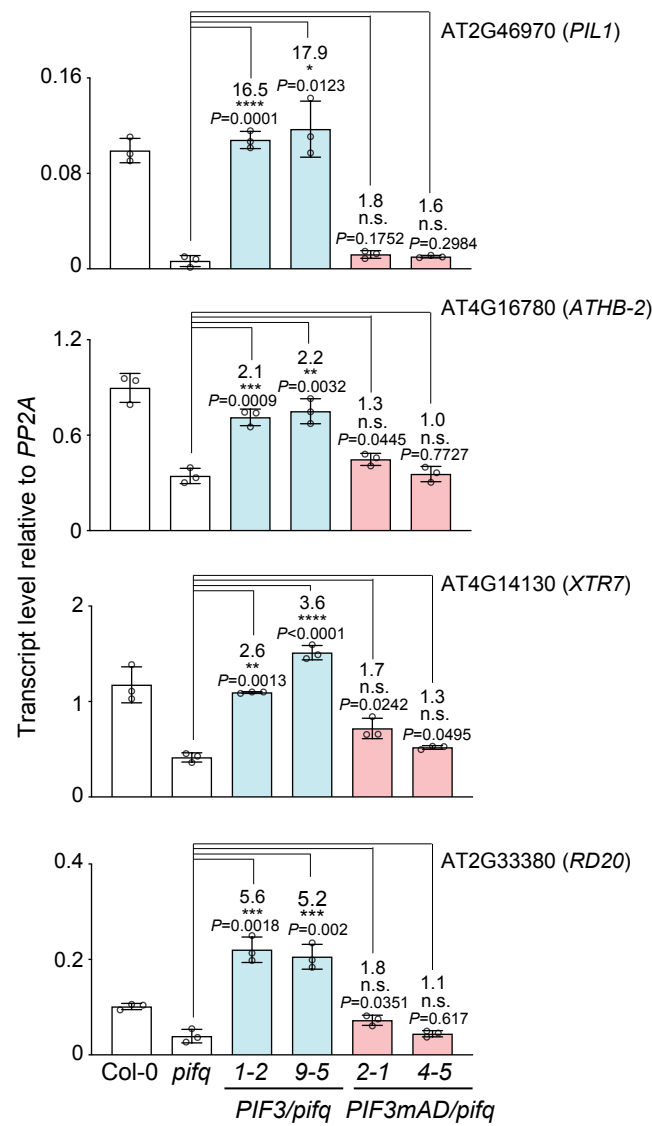 Transcript level relative to PP2A
AT2G46970 (PIL1)
16.5
****
P=0.0001
17.9
*
P=0.0123
1.8
n.s.
P=0.1752
1.6
n.s.
P=0.2984
0.16
0.08
0
AT4G16780 (ATHB-2)
2.1
***
P=0.0009
2.2
**
P=0.0032
1.3
n.s.
P=0.0445
1.0
n.s.
P=0.7727
1.2
0.6
0
AT4G14130 (XTR7)
2.6
**
P=0.0013
3.6
****
P<0.0001
1.7
n.s.
P=0.0242
1.3
n.s.
P=0.0495
2
1
0
AT2G33380 (RD20)
5.6
***
P=0.0018
5.2
***
P=0.002
1.8
n.s.
P=0.0351
1.1
n.s.
P=0.617
0.4
0.2
0
Col-0 pifq 1-2 9-5 2-1 4-5
PIF3/pifq PIF3mAD/pifq